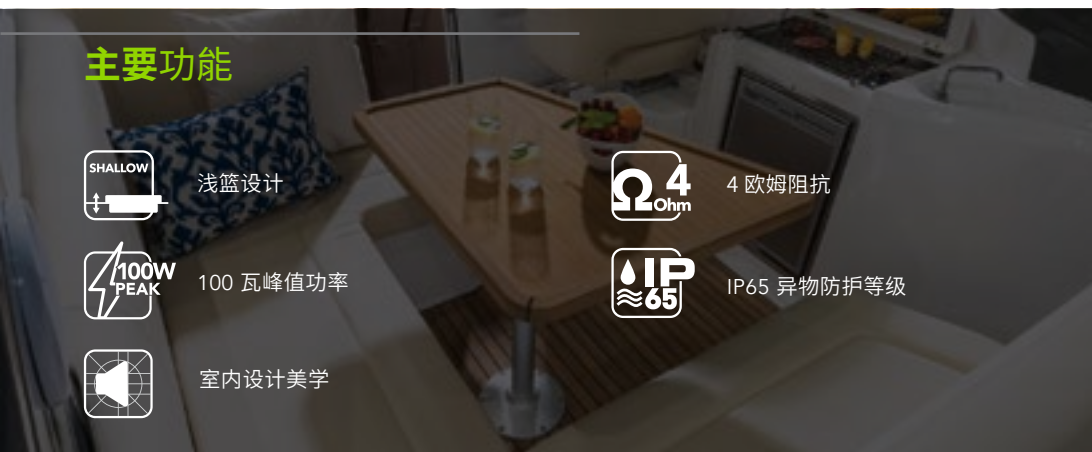 主要功能
SHALLOW
浅篮设计
Ω 4
Ohm
4 欧姆阻抗
100W
PEAK
100 瓦峰值功率
IP
65
IP65 异物防护等级
室内设计美学